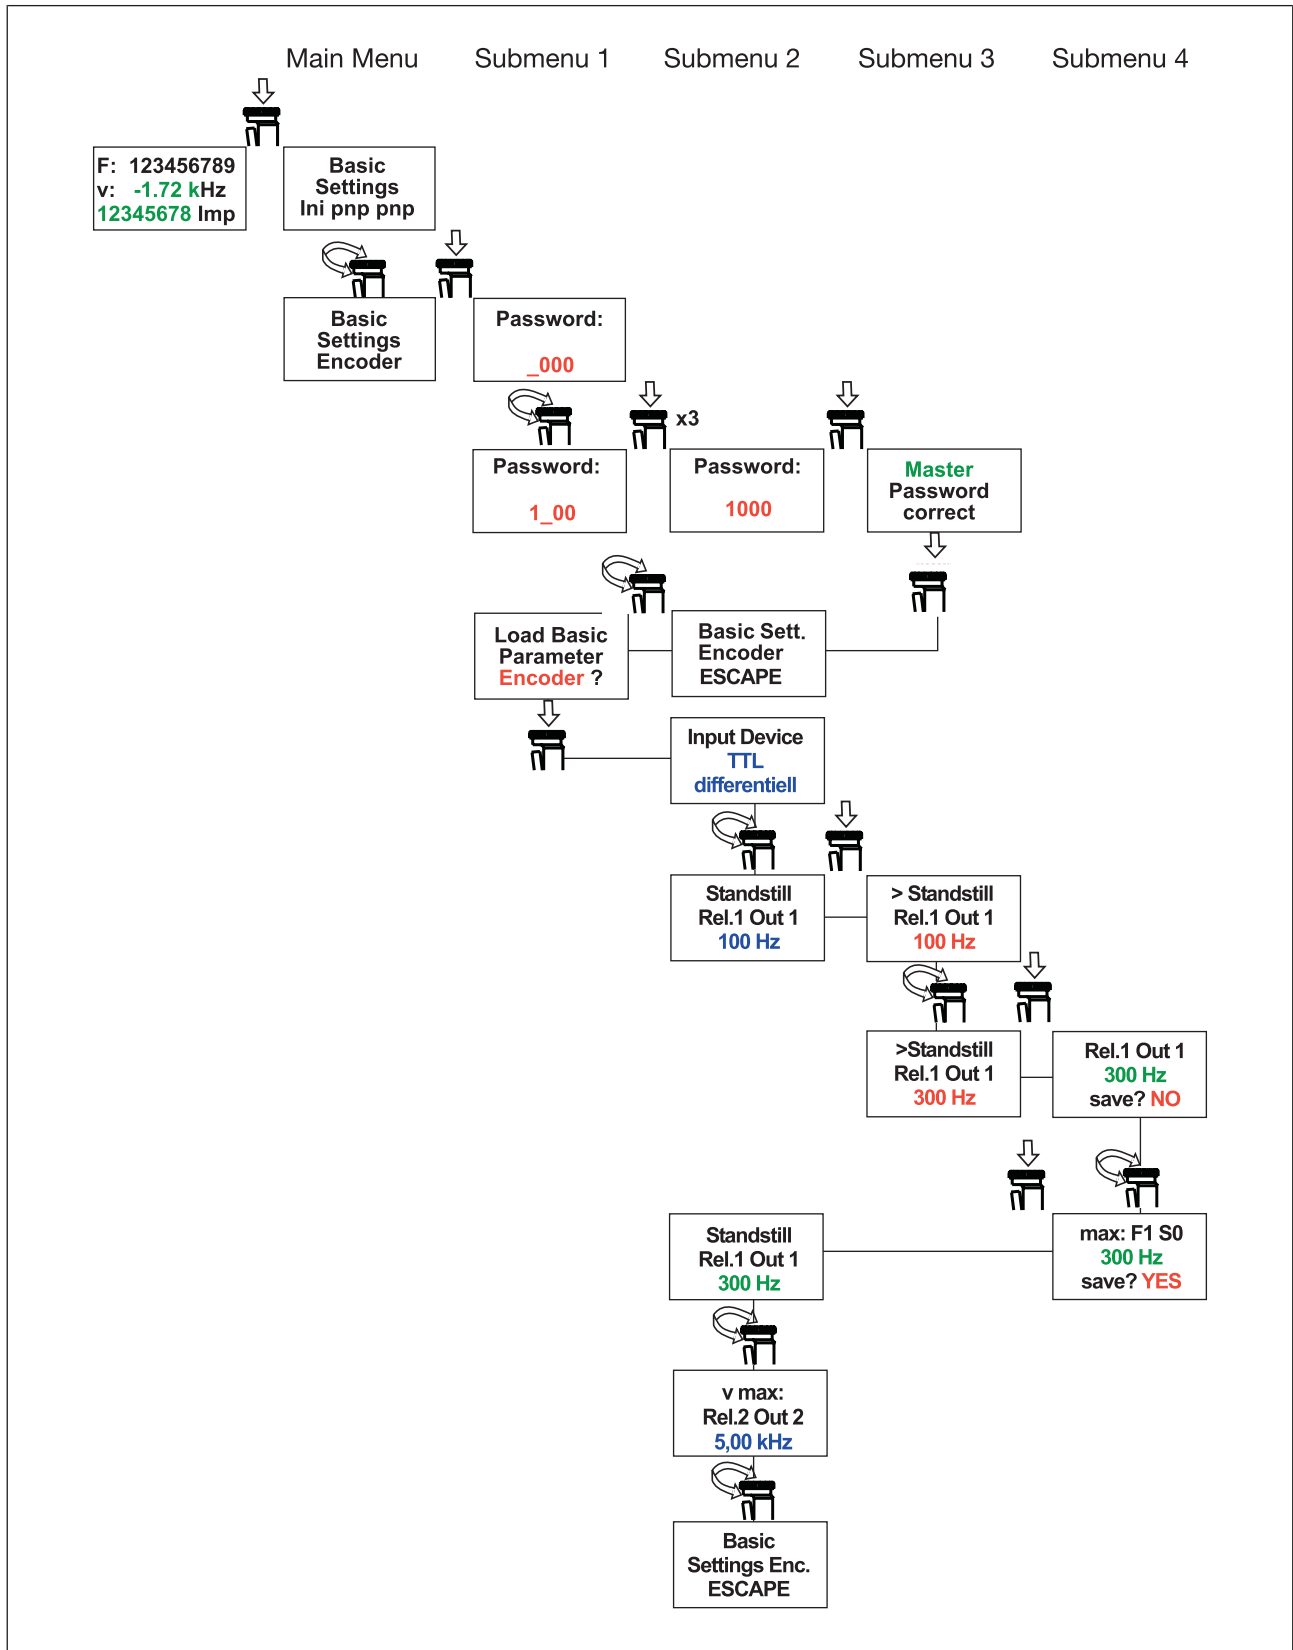 Main Menu
Submenu 1
Submenu 2
Submenu 3
Submenu 4
F: 123456789
v: -1.72 kHz
12345678 Imp
Basic
Settings
Ini pnp pnp
Basic
Settings
Encoder
Password:
_000
x3
Password:
1_00
Password:
1000
Master
Password
correct
Load Basic
Parameter
Encoder ?
Basic Sett.
Encoder
ESCAPE
Input Device
TTL
differentiell
Standstill
Rel.1 Out 1
100 Hz
> Standstill
Rel.1 Out 1
100 Hz
>Standstill
Rel.1 Out 1
300 Hz
Rel.1 Out 1
300 Hz
save? NO
Standstill
Rel.1 Out 1
300 Hz
max: F1 S0
300 Hz
save? YES
v max:
Rel.2 Out 2
5,00 kHz
Basic
Settings Enc.
ESCAPE